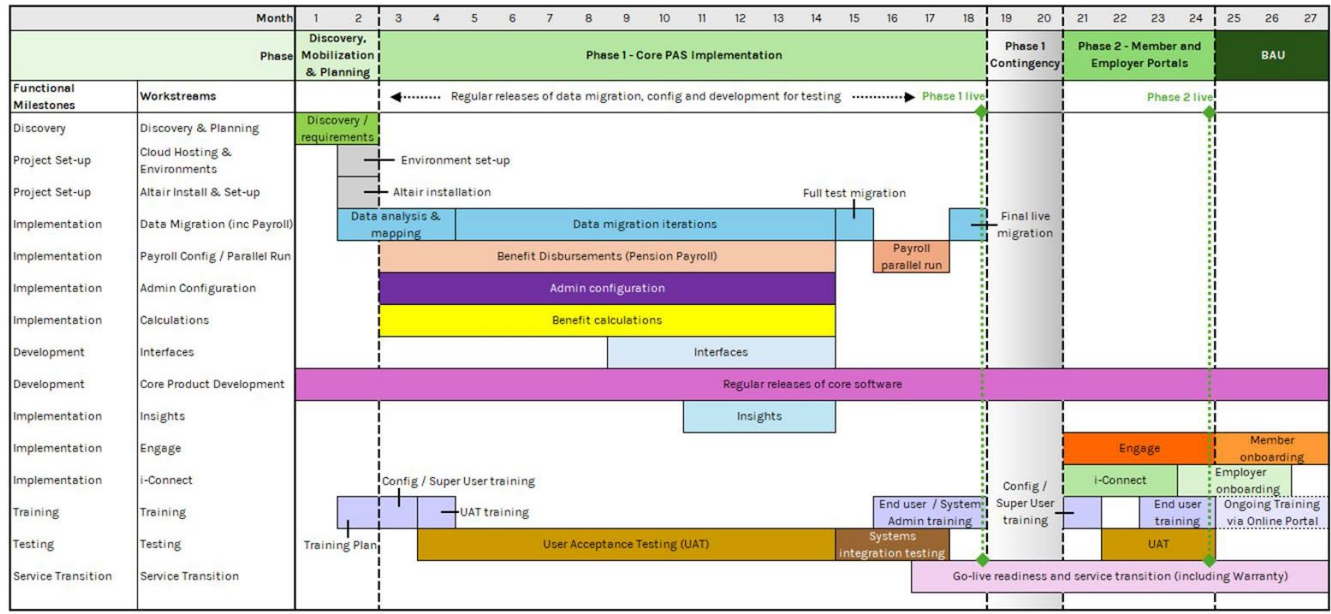 Month 1 2 3 4 5 6 7 8 9 10 11 12 13 14 15 16 17 18 19 20 21 22 23 24 25 26 27
Phase
Discovery,
Mobilization
& Planning
Phase 1 - Core PAS Implementation
Phase 1
Contingency
Phase 2 - Member and
Employer Portals
BAU
Functional
Milestones
Workstreams
Regular releases of data migration, config and development for testing
Phase 1 live
Phase 2 live
Discovery
Discovery & Planning
Discovery /
requirements
Project Set-up
Cloud Hosting &
Environments
Environment set-up
Project Set-up
Altair Install & Set-up
Altair installation
Full test migration
Implementation
Data Migration (inc Payroll)
Data analysis &
mapping
Data migration iterations
Final live
migration
Implementation
Payroll Config / Parallel Run
Benefit Disbursements (Pension Payroll)
Payroll
parallel run
Implementation
Admin Configuration
Admin configuration
Implementation
Calculations
Benefit calculations
Development
Interfaces
Interfaces
Development
Core Product Development
Regular releases of core software
Implementation
Insights
Insights
Implementation
Engage
Engage
Member
onboarding
Implementation
i-Connect
Config / Super User training
i-Connect
Employer
onboarding
Training
Training
UAT training
End user / System
Admin training
Config /
Super User
training
End user
training
Ongoing Training
via Online Portal
Testing
Testing
Training Plan
User Acceptance Testing (UAT)
Systems
integration testing
UAT
Service Transition
Service Transition
Go-live readiness and service transition (including Warranty)